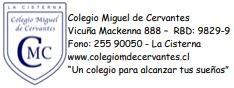 LA CISTERNA
Colegio Miguel
de Cervantes
CMC
Colegio Miguel de Cervantes
Vicuña Mackenna 888 – RBD: 9829-9
Fono: 255 90050 - La Cisterna
www.colegiomdecervantes.cl
"Un colegio para alcanzar tus sueños"